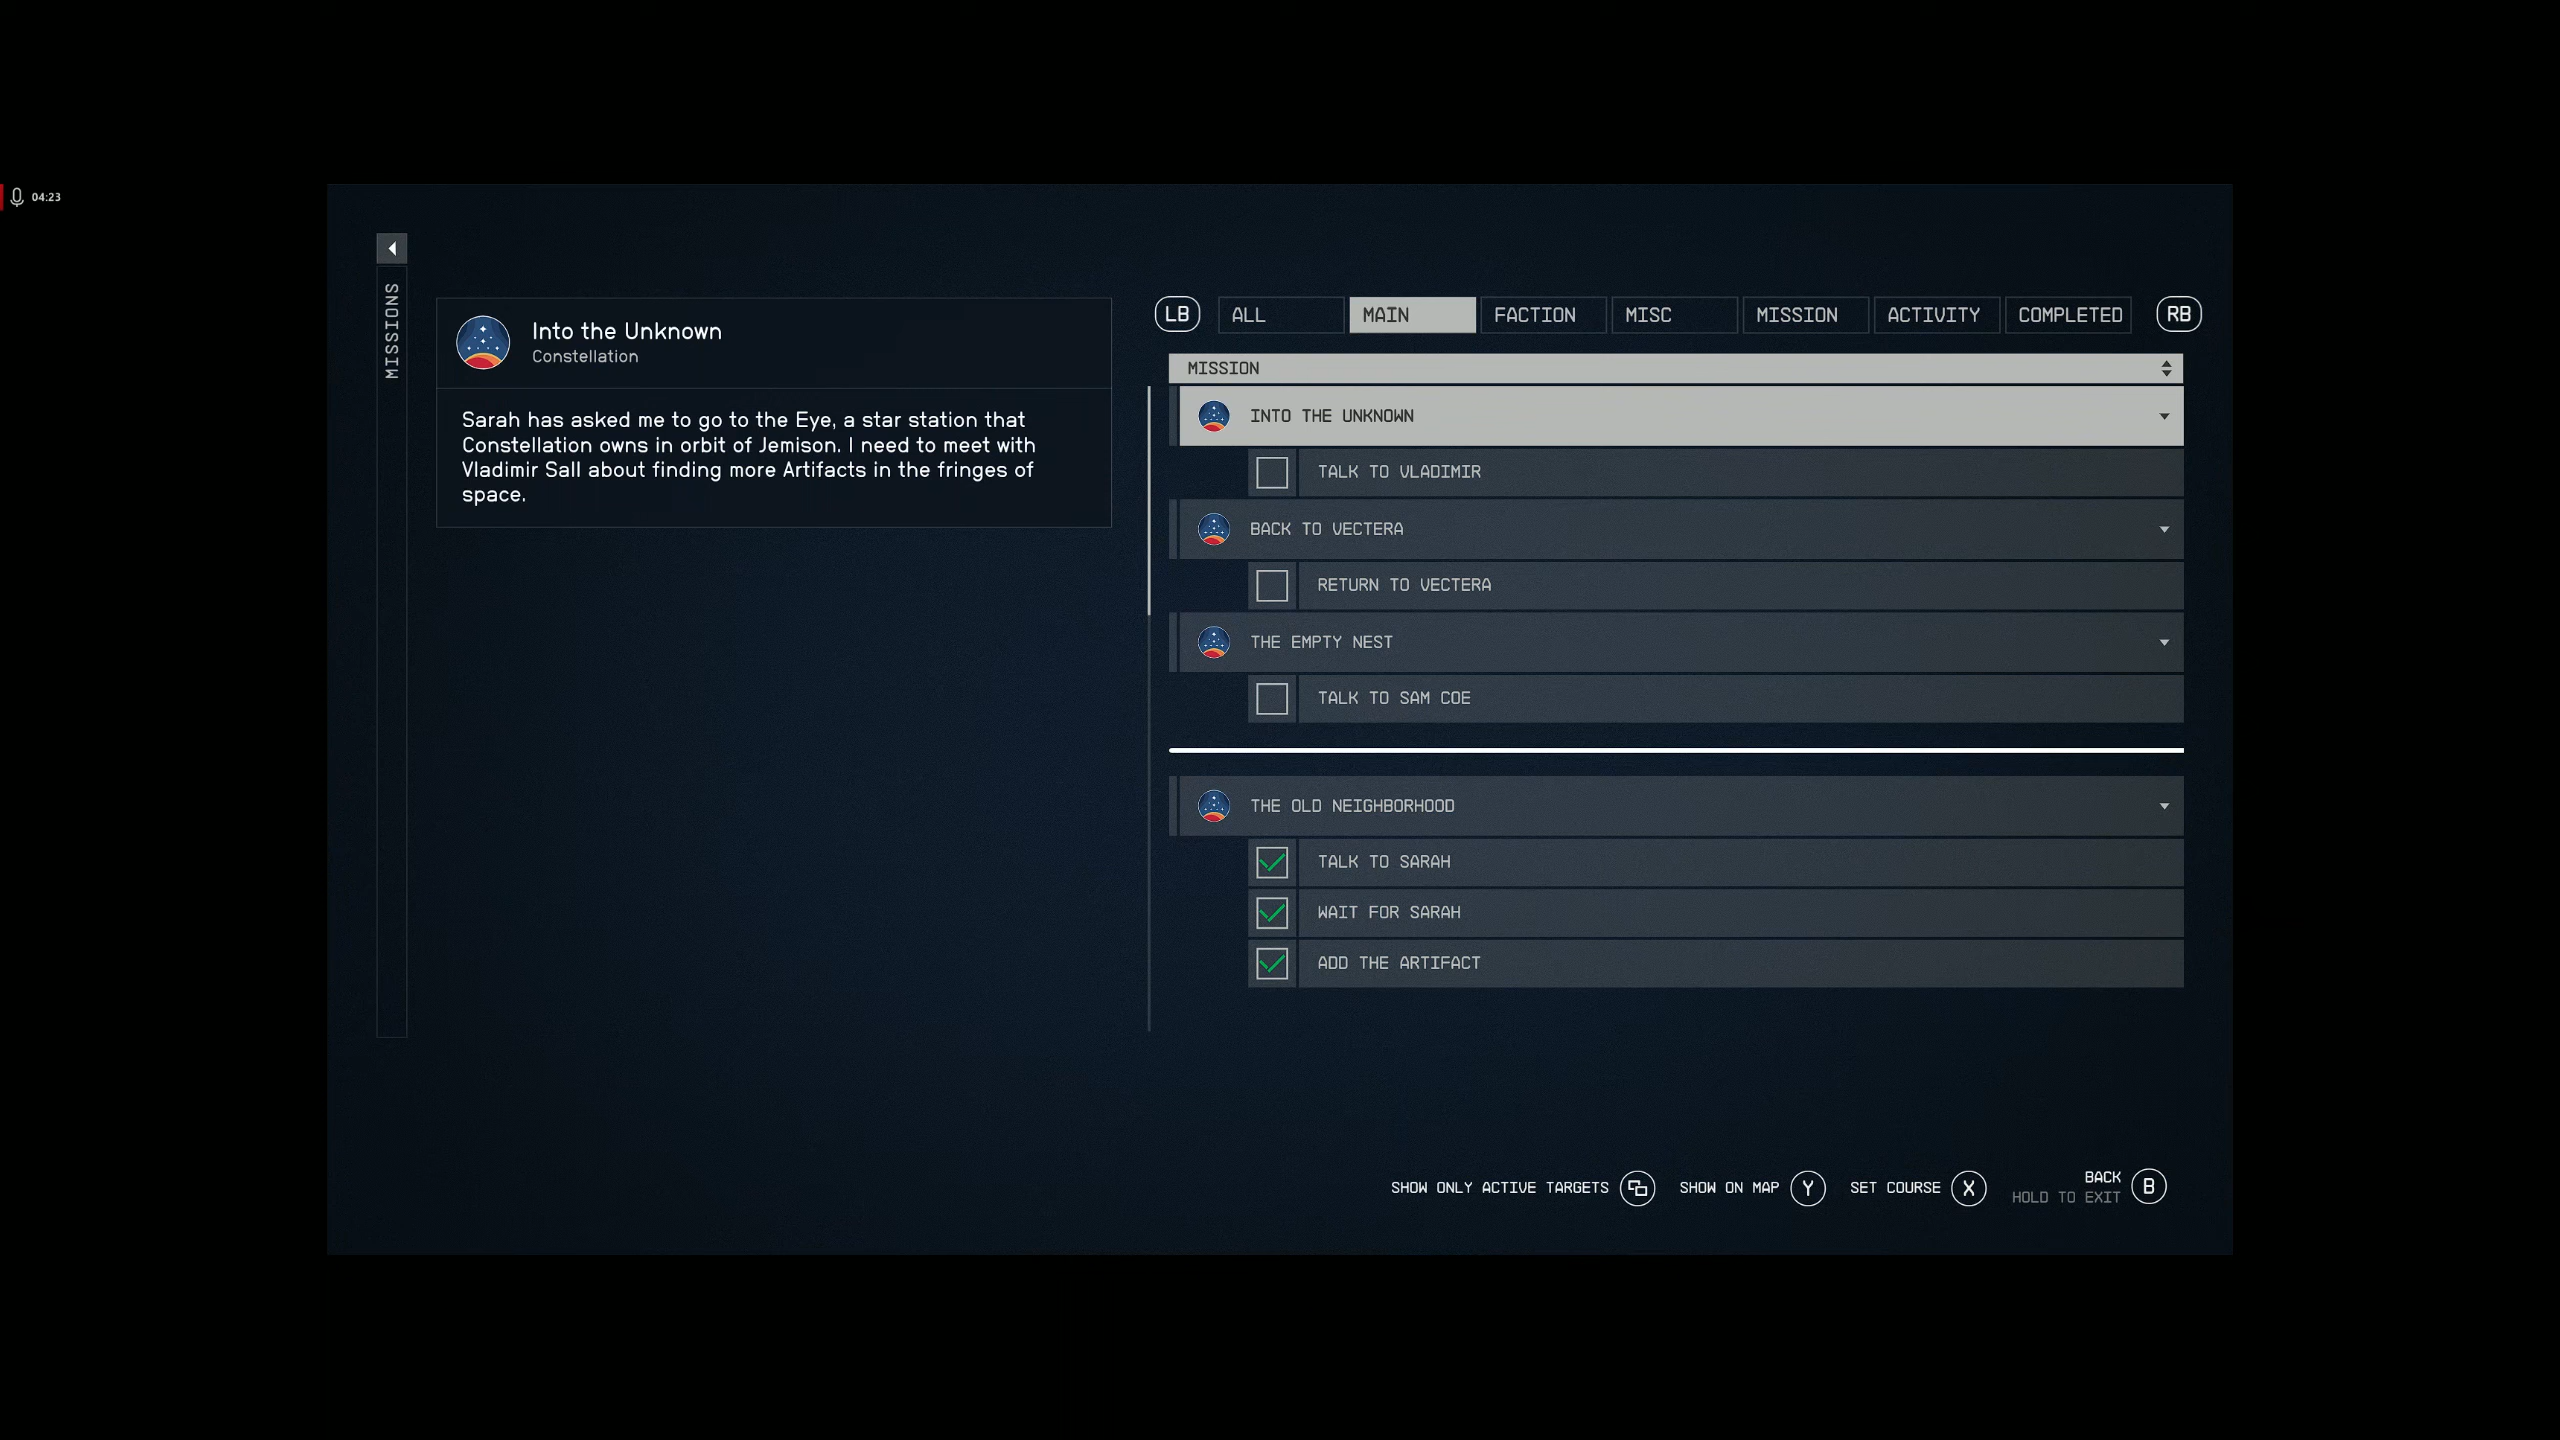 04:23
MISSIONS
Into the Unknown
Constellation
Sarah has asked me to go to the Eye, a star station that
Constellation owns in orbit of Jemison. I need to meet with
Vladimir Sall about finding more Artifacts in the fringes of
space.
LB ALL MAIN FACTION MISC MISSION ACTIVITY COMPLETED RB
MISSION
INTO THE UNKNOWN
TALK TO VLADIMIR
BACK TO VECTERA
RETURN TO VECTERA
THE EMPTY NEST
TALK TO SAM COE
THE OLD NEIGHBORHOOD
TALK TO SARAH
WAIT FOR SARAH
ADD THE ARTIFACT
SHOW ONLY ACTIVE TARGETS SHOW ON MAP Y SET COURSE X BACK B
HOLD TO EXIT